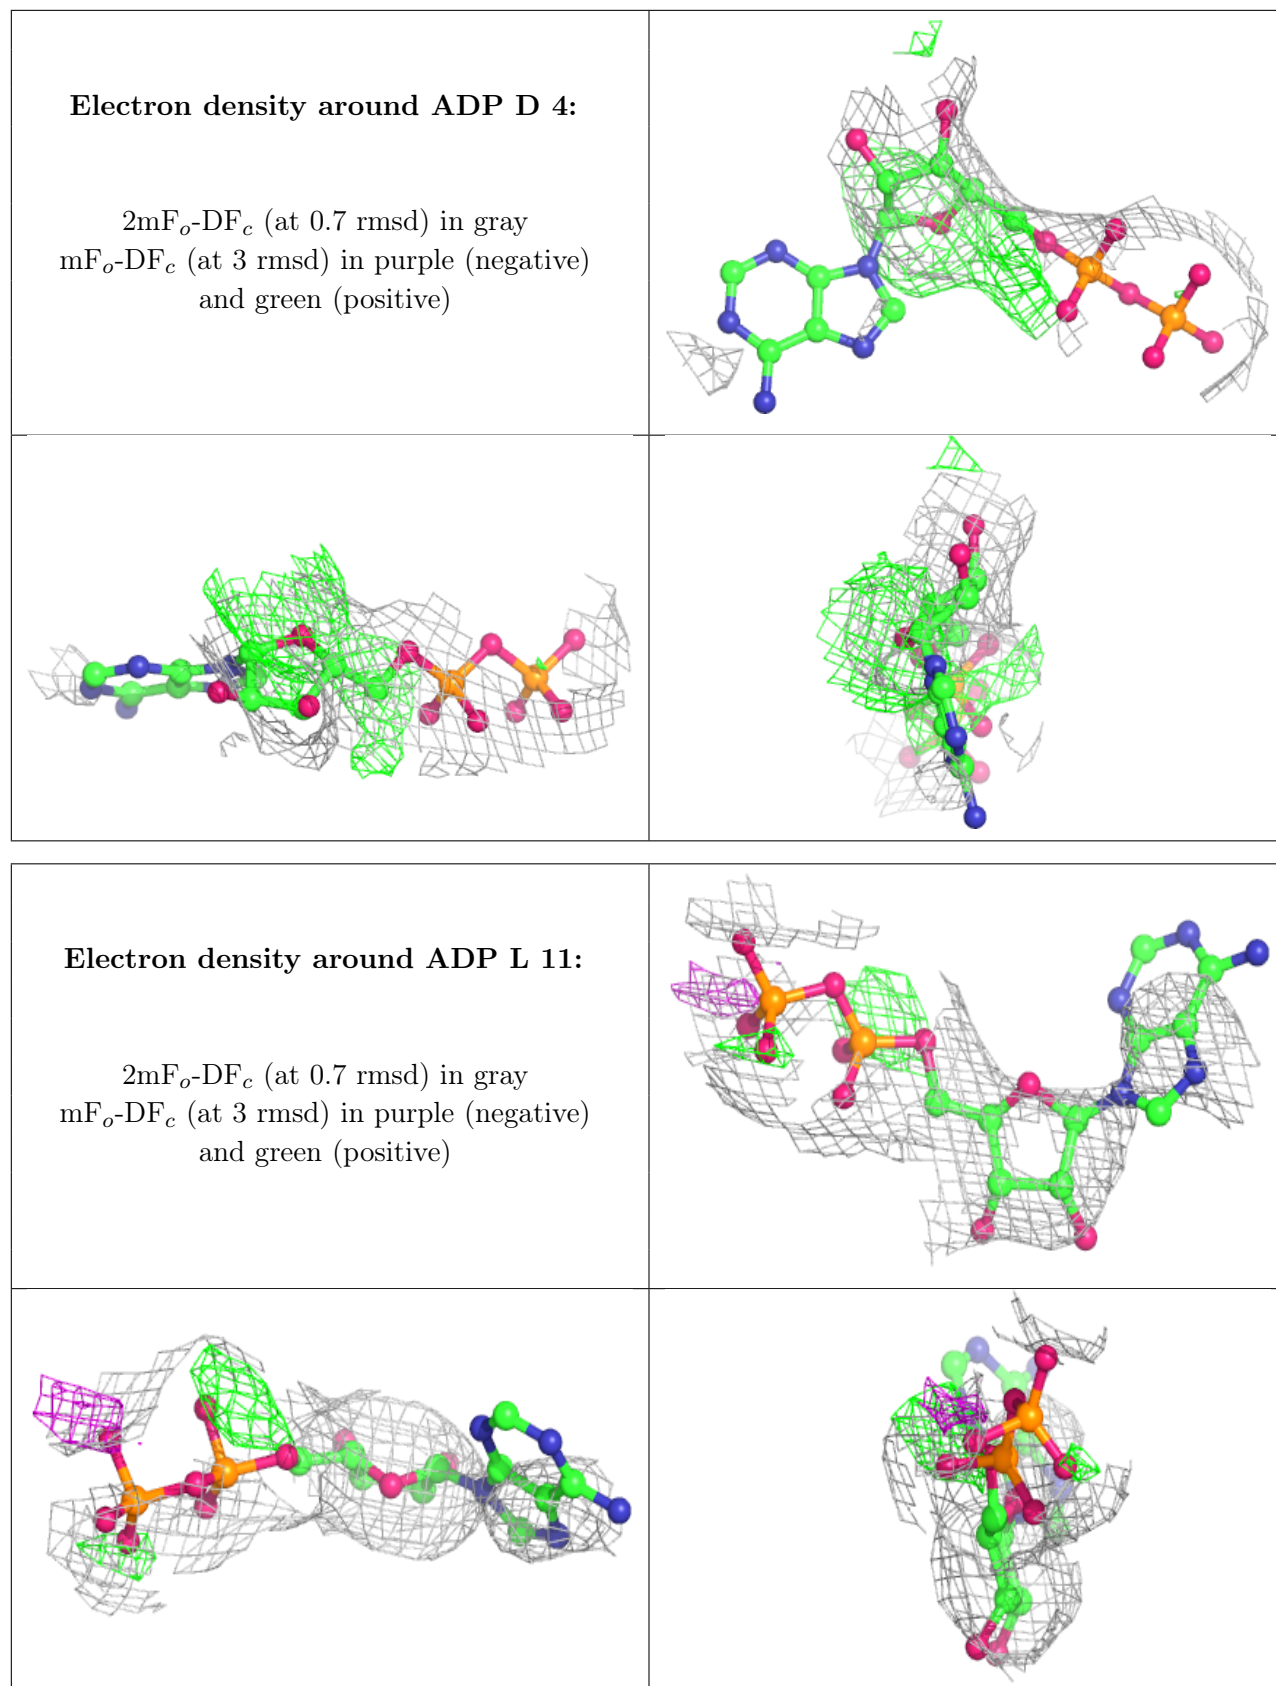 Electron density around ADP D 4:
2mFₒ-DF𝑐 (at 0.7 rmsd) in gray
mFₒ-DF𝑐 (at 3 rmsd) in purple (negative)
and green (positive)
Electron density around ADP L 11:
2mFₒ-DF𝑐 (at 0.7 rmsd) in gray
mFₒ-DF𝑐 (at 3 rmsd) in purple (negative)
and green (positive)